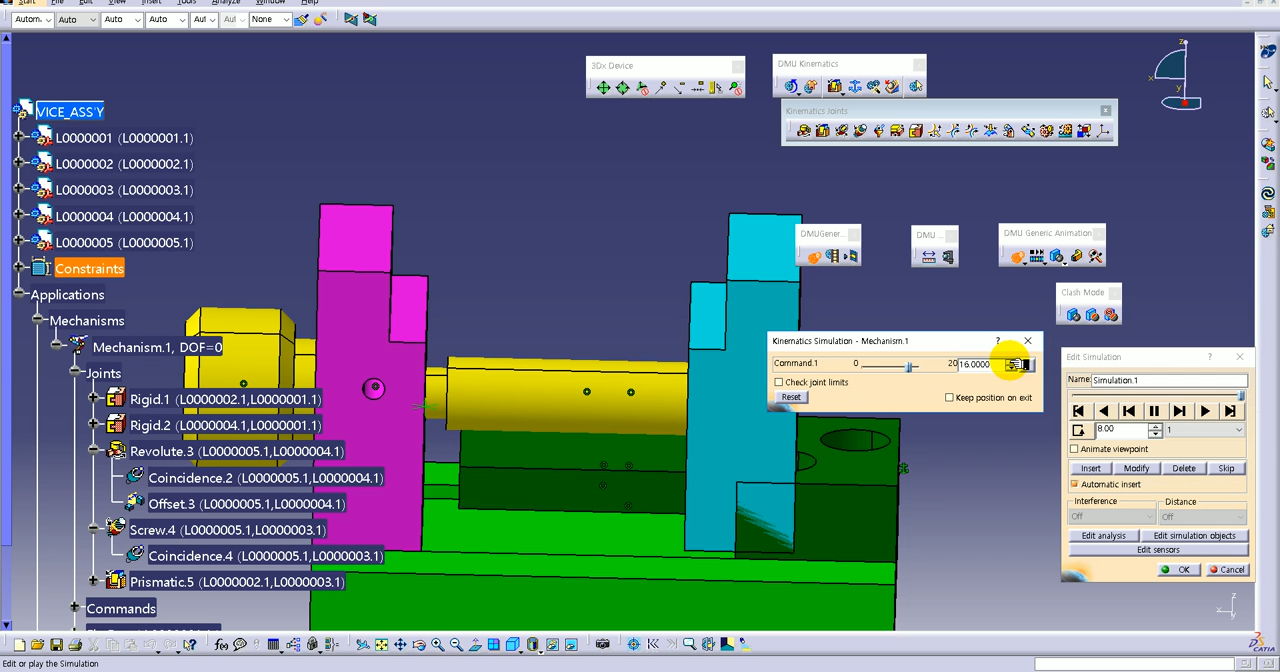 Start File Edit View Insert Tools Analyze Window Help
Autom. Auto Auto Auto Aut Aut None
3Dx Device
DMU Kinematics
Kinematics Joints
VICE_ASS'Y
L0000001 (L0000001.1)
L0000002 (L0000002.1)
L0000003 (L0000003.1)
L0000004 (L0000004.1)
L0000005 (L0000005.1)
Constraints
Applications
Mechanisms
Mechanism.1, DOF=0
Joints
Rigid.1 (L0000002.1,L0000001.1)
Rigid.2 (L0000004.1,L0000001.1)
Revolute.3 (L0000005.1,L0000004.1)
Coincidence.2 (L0000005.1,L0000004.1)
Offset.3 (L0000005.1,L0000004.1)
Screw.4 (L0000005.1,L0000003.1)
Coincidence.4 (L0000005.1,L0000003.1)
Prismatic.5 (L0000002.1,L0000003.1)
Commands
DMUGener...
DMU ...
DMU Generic Animation
Clash Mode
Kinematics Simulation - Mechanism.1 ?
Command.1 0 20 16.0000
Check joint limits
Reset Keep position on exit
Edit Simulation ?
Name: Simulation.1
8.00 1
Animate viewpoint
Insert Modify Delete Skip
Automatic insert
Interference Distance
Off Off
Edit analysis Edit simulation objects
Edit sensors
OK Cancel
z
x
y
z
x
CATIA
Edit or play the Simulation